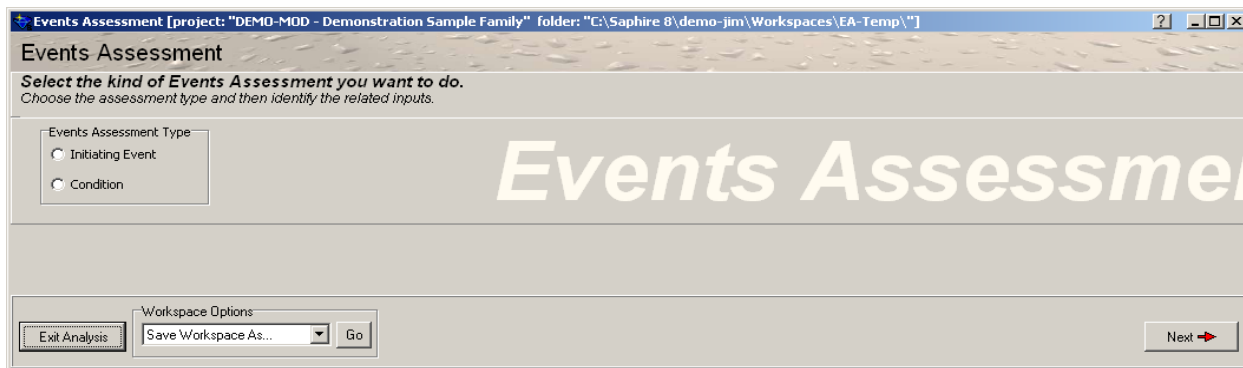 Events Assessment [project: "DEMO-MOD - Demonstration Sample Family" folder: "C:\Saphire 8\demo-jim\Workspaces\EA-Temp\"]
?
Events Assessment
Select the kind of Events Assessment you want to do.
Choose the assessment type and then identify the related inputs.
Events Assessment Type
Initiating Event
Condition
Events Assessme
Workspace Options
Exit Analysis
Save Workspace As...
Go
Next